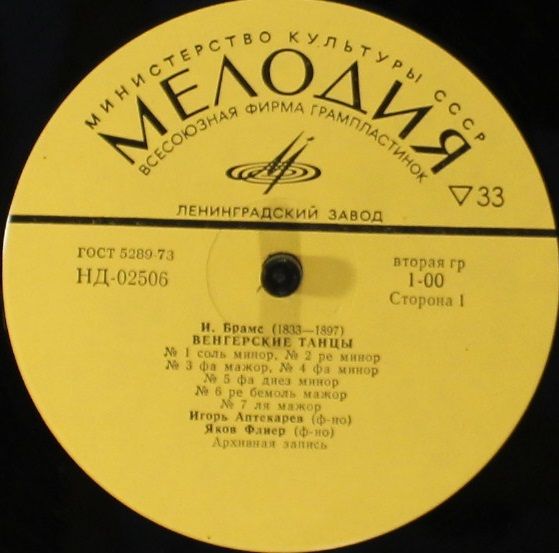 МИНИСТЕРСТВО КУЛЬТУРЫ СССР
МЕЛОДИЯ
ВСЕСОЮЗНАЯ ФИРМА ГРАМПЛАСТИНОК
33
ЛЕНИНГРАДСКИЙ ЗАВОД
ГОСТ 5289-73
НД-02506
вторая гр
1-00
Сторона 1
И. Брамс (1833—1897)
ВЕНГЕРСКИЕ ТАНЦЫ
№ 1 соль минор, № 2 ре минор
№ 3 фа мажор, № 4 фа минор
№ 5 фа диез минор
№ 6 ре бемоль мажор
№ 7 ля мажор
Игорь Аптекарев (ф-но)
Яков Флиер (ф-но)
Архивная запись